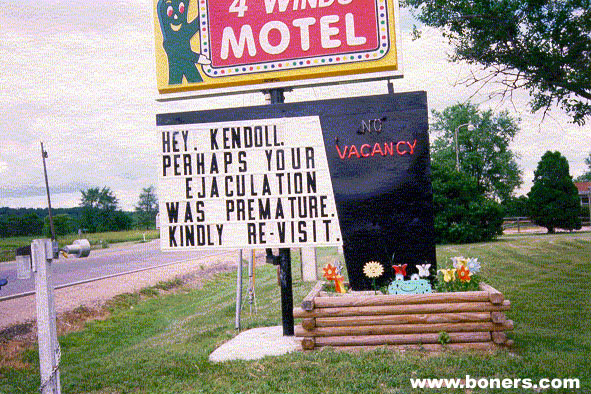 4 WINDS
MOTEL
NO
VACANCY
HEY, KENDOLL.
PERHAPS YOUR
EJACULATION
WAS PREMATURE.
KINDLY RE-VISIT.
www.boners.com